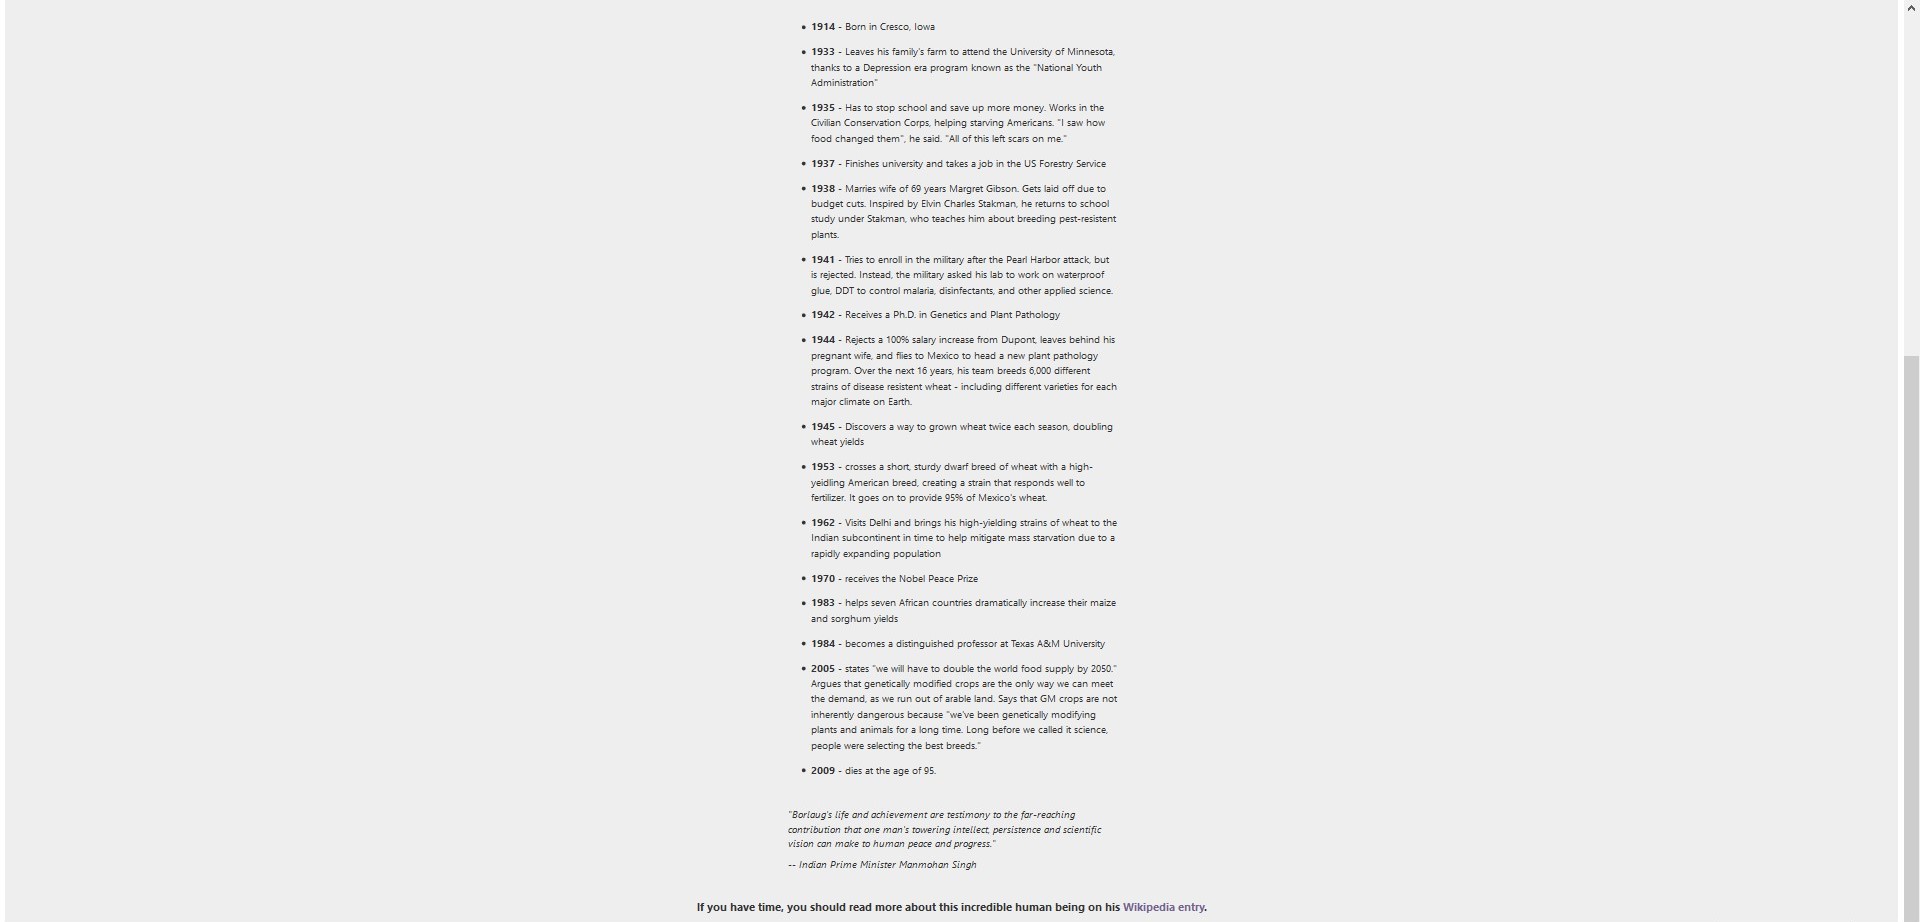 • 1914 - Born in Cresco, Iowa
• 1933 - Leaves his family's farm to attend the University of Minnesota,
thanks to a Depression era program known as the "National Youth
Administration"
• 1935 - Has to stop school and save up more money. Works in the
Civilian Conservation Corps, helping starving Americans. "I saw how
food changed them", he said. "All of this left scars on me."
• 1937 - Finishes university and takes a job in the US Forestry Service
• 1938 - Marries wife of 69 years Margret Gibson. Gets laid off due to
budget cuts. Inspired by Elvin Charles Stakman, he returns to school
study under Stakman, who teaches him about breeding pest-resistent
plants.
• 1941 - Tries to enroll in the military after the Pearl Harbor attack, but
is rejected. Instead, the military asked his lab to work on waterproof
glue, DDT to control malaria, disinfectants, and other applied science.
• 1942 - Receives a Ph.D. in Genetics and Plant Pathology
• 1944 - Rejects a 100% salary increase from Dupont, leaves behind his
pregnant wife, and flies to Mexico to head a new plant pathology
program. Over the next 16 years, his team breeds 6,000 different
strains of disease resistent wheat - including different varieties for each
major climate on Earth.
• 1945 - Discovers a way to grown wheat twice each season, doubling
wheat yields
• 1953 - crosses a short, sturdy dwarf breed of wheat with a high-
yeidling American breed, creating a strain that responds well to
fertilizer. It goes on to provide 95% of Mexico's wheat.
• 1962 - Visits Delhi and brings his high-yielding strains of wheat to the
Indian subcontinent in time to help mitigate mass starvation due to a
rapidly expanding population
• 1970 - receives the Nobel Peace Prize
• 1983 - helps seven African countries dramatically increase their maize
and sorghum yields
• 1984 - becomes a distinguished professor at Texas A&M University
• 2005 - states "we will have to double the world food supply by 2050."
Argues that genetically modified crops are the only way we can meet
the demand, as we run out of arable land. Says that GM crops are not
inherently dangerous because "we've been genetically modifying
plants and animals for a long time. Long before we called it science,
people were selecting the best breeds."
• 2009 - dies at the age of 95.
"Borlaug's life and achievement are testimony to the far-reaching
contribution that one man's towering intellect, persistence and scientific
vision can make to human peace and progress."
-- Indian Prime Minister Manmohan Singh
If you have time, you should read more about this incredible human being on his Wikipedia entry.